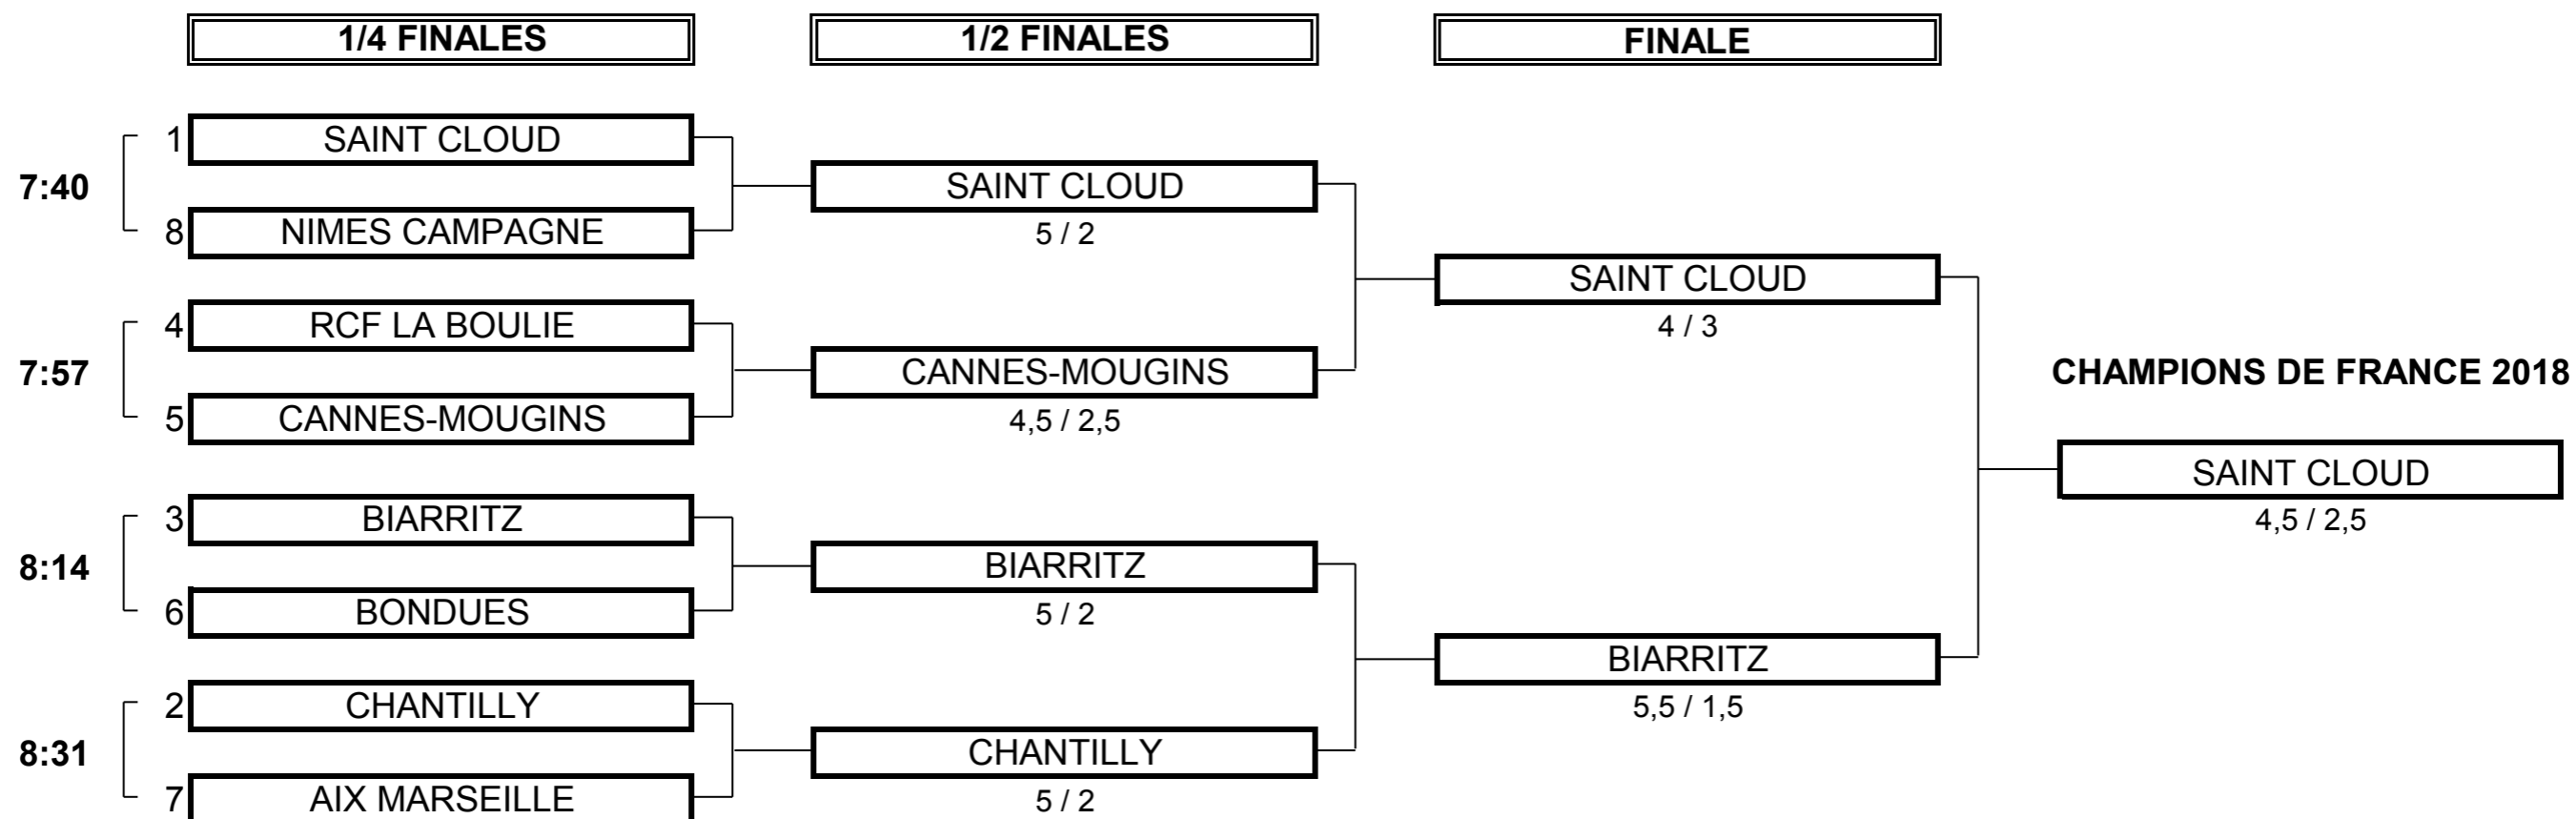 1/4 FINALES
1/2 FINALES
FINALE
7:40
1 SAINT CLOUD
8 NIMES CAMPAGNE
7:57
4 RCF LA BOULIE
5 CANNES-MOUGINS
8:14
3 BIARRITZ
6 BONDUES
8:31
2 CHANTILLY
7 AIX MARSEILLE
SAINT CLOUD
5 / 2
CANNES-MOUGINS
4,5 / 2,5
BIARRITZ
5 / 2
CHANTILLY
5 / 2
SAINT CLOUD
4 / 3
BIARRITZ
5,5 / 1,5
CHAMPIONS DE FRANCE 2018
SAINT CLOUD
4,5 / 2,5